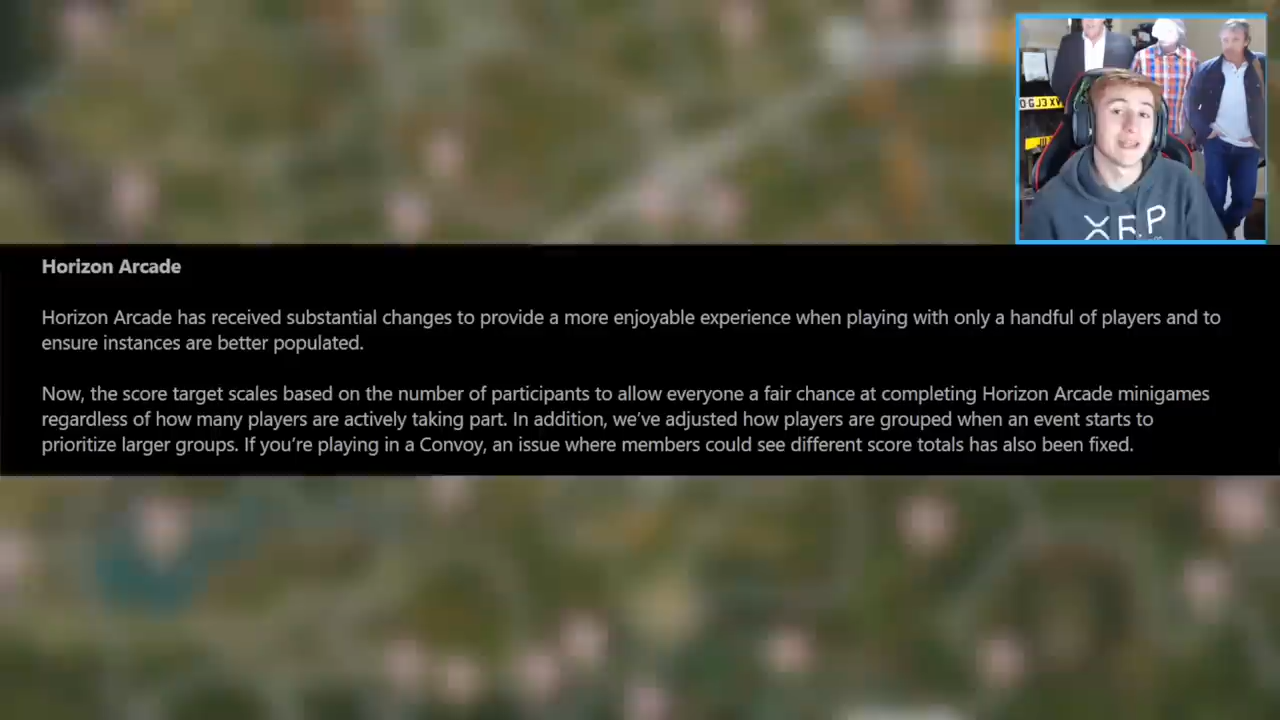 Horizon Arcade
Horizon Arcade has received substantial changes to provide a more enjoyable experience when playing with only a handful of players and to
ensure instances are better populated.
Now, the score target scales based on the number of participants to allow everyone a fair chance at completing Horizon Arcade minigames
regardless of how many players are actively taking part. In addition, we’ve adjusted how players are grouped when an event starts to
prioritize larger groups. If you’re playing in a Convoy, an issue where members could see different score totals has also been fixed.